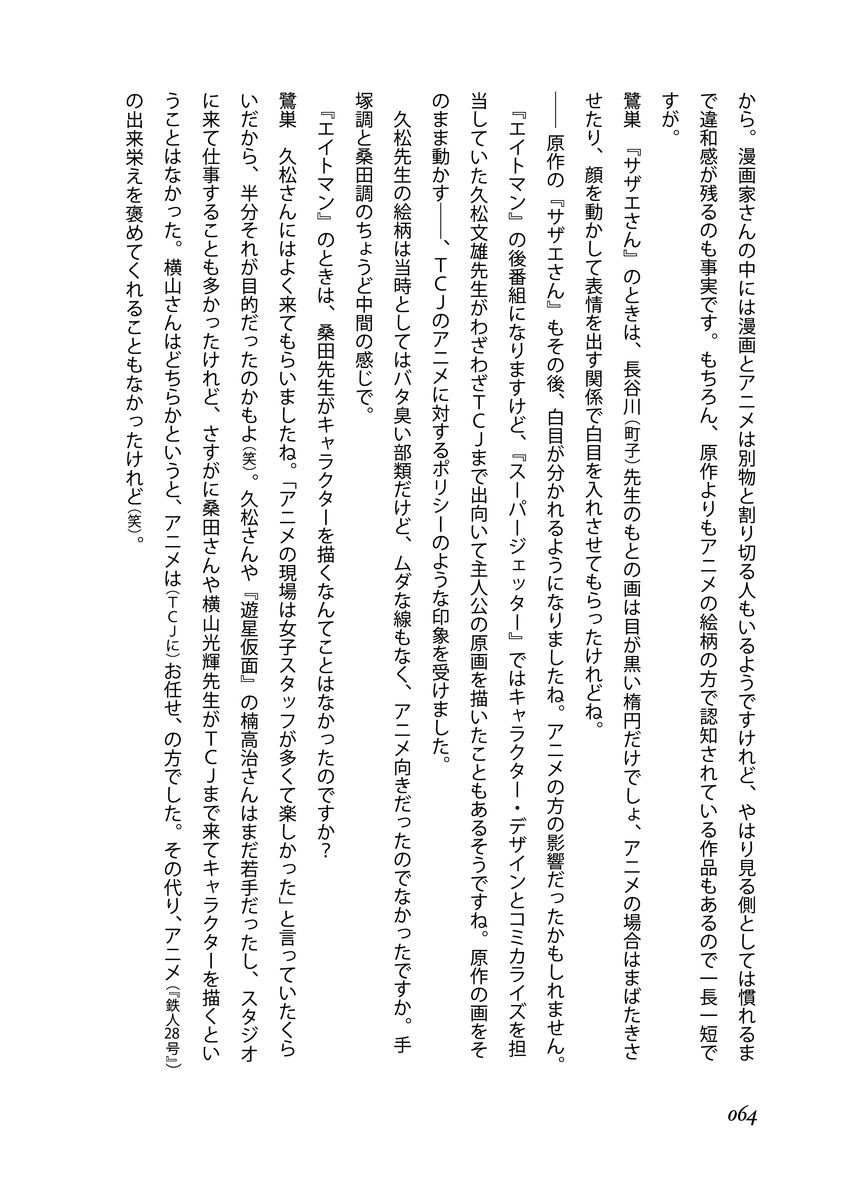 から。漫画家さんの中には漫画とアニメは別物と割り切る人もいるようですけれど、やはり見る側としては慣れるま
で違和感が残るのも事実です。もちろん、原作よりもアニメの絵柄の方で認知されている作品もあるので一長一短で
すが。
鷺巣　『サザエさん』のときは、長谷川（町子）先生のもとの画は目が黒い楕円だけでしょ、アニメの場合はまばたきさ
せたり、顔を動かして表情を出す関係で白目を入れさせてもらったけれどね。
――原作の『サザエさん』もその後、白目が分かれるようになりましたね。アニメの方の影響だったかもしれません。
『エイトマン』の後番組になりますけど、『スーパージェッター』ではキャラクター・デザインとコミカライズを担
当していた久松文雄先生がわざわざＴＣＪまで出向いて主人公の原画を描いたこともあるそうですね。原作の画をそ
のまま動かす――、ＴＣＪのアニメに対するポリシーのような印象を受けました。
久松先生の絵柄は当時としてはバタ臭い部類だけど、ムダな線もなく、アニメ向きだったのでなかったですか。手
塚調と桑田調のちょうど中間の感じで。
『エイトマン』のときは、桑田先生がキャラクターを描くなんてことはなかったのですか？
鷺巣　久松さんにはよく来てもらいましたね。「アニメの現場は女子スタッフが多くて楽しかった」と言っていたくら
いだから、半分それが目的だったのかもよ（笑）。久松さんや『遊星仮面』の楠高治さんはまだ若手だったし、スタジオ
に来て仕事することも多かったけれど、さすがに桑田さんや横山光輝先生がＴＣＪまで来てキャラクターを描くとい
うことはなかった。横山さんはどちらかというと、アニメは（ＴＣＪに）お任せ、の方でした。その代り、アニメ（『鉄人28号』）
の出来栄えを褒めてくれることもなかったけれど（笑）。
064